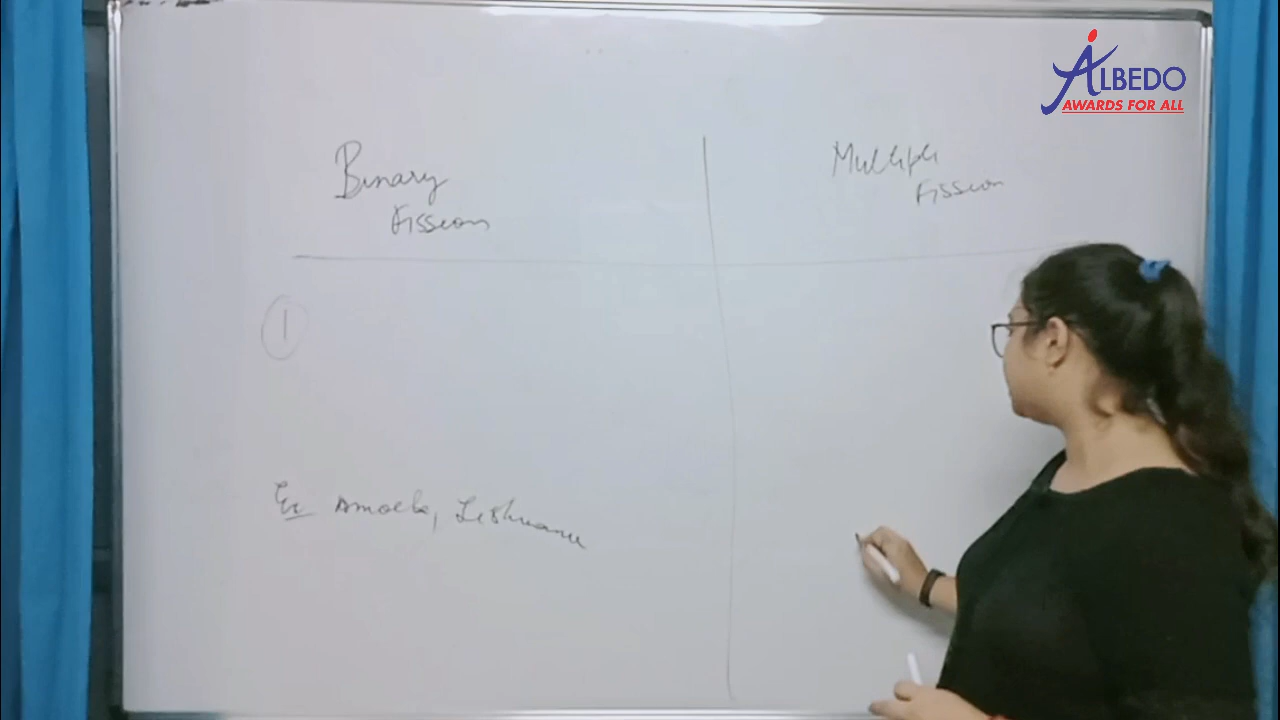 ALBEDO
AWARDS FOR ALL
Binary
Fission
Multiple
Fission
1
Ex Amoeba, Leishmania